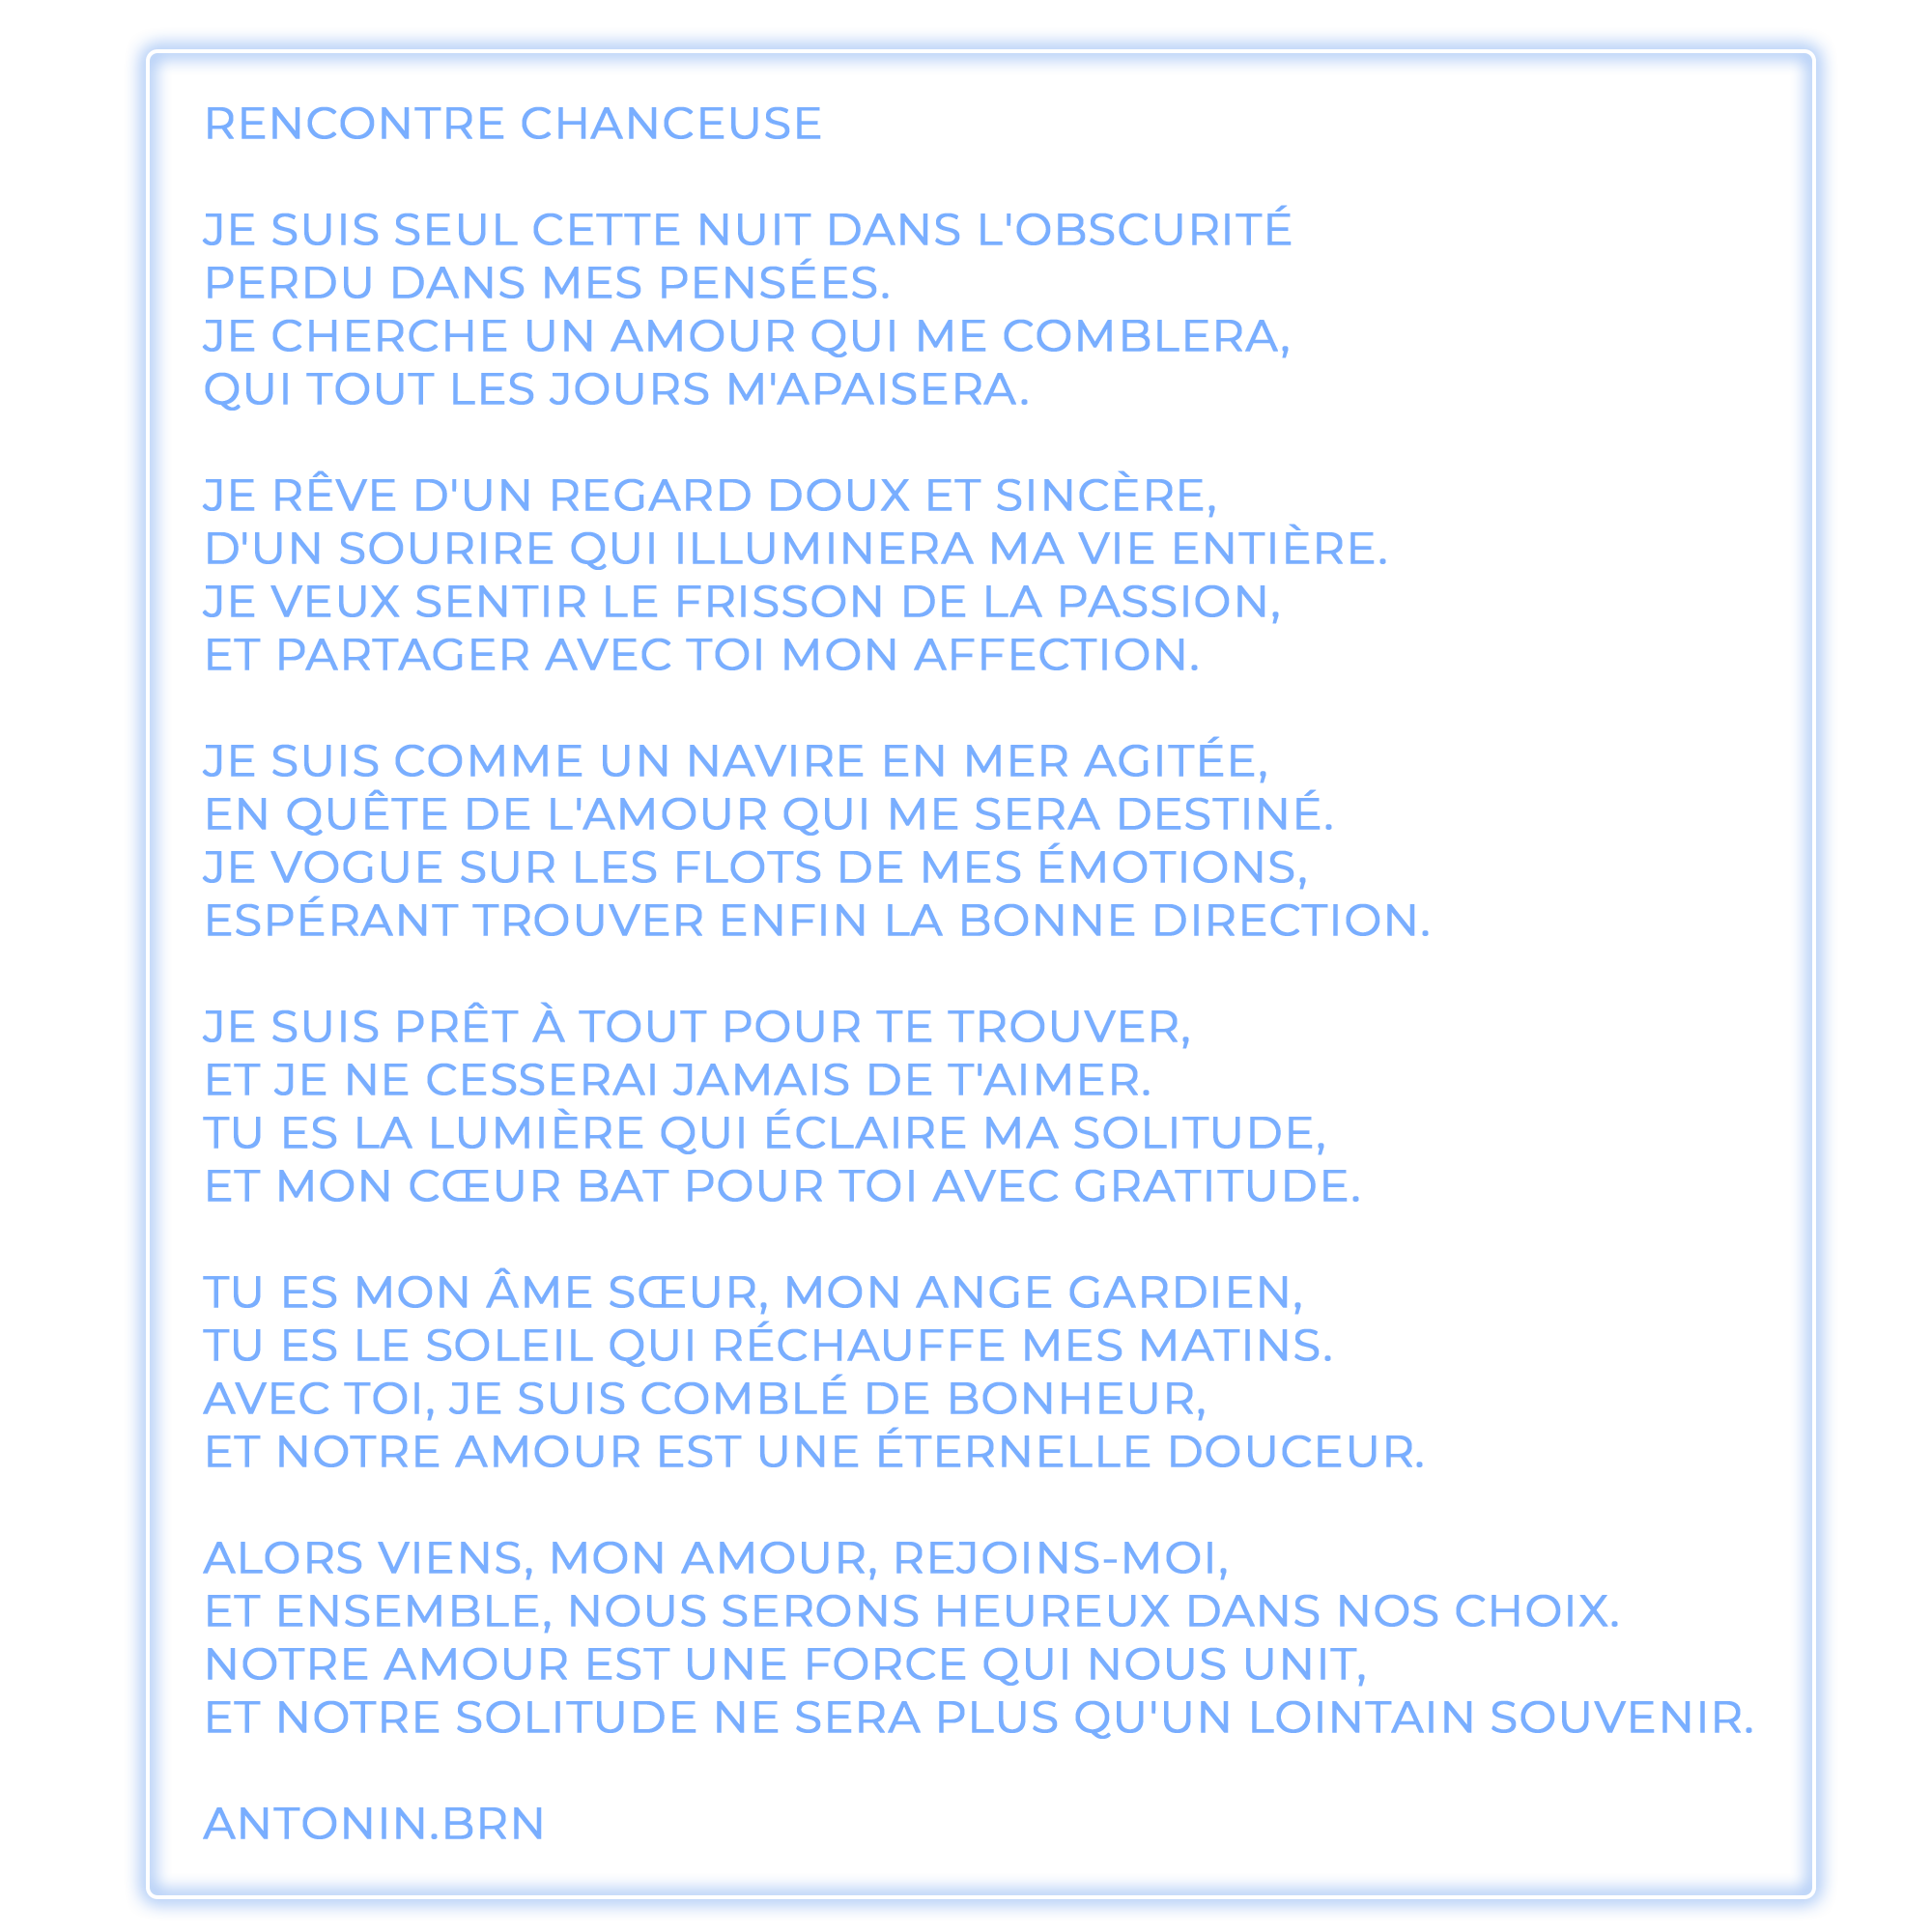 RENCONTRE CHANCEUSE
JE SUIS SEUL CETTE NUIT DANS L'OBSCURITÉ
PERDU DANS MES PENSÉES.
JE CHERCHE UN AMOUR QUI ME COMBLERA,
QUI TOUT LES JOURS M'APAISERA.
JE RÊVE D'UN REGARD DOUX ET SINCÈRE,
D'UN SOURIRE QUI ILLUMINERA MA VIE ENTIÈRE.
JE VEUX SENTIR LE FRISSON DE LA PASSION,
ET PARTAGER AVEC TOI MON AFFECTION.
JE SUIS COMME UN NAVIRE EN MER AGITÉE,
EN QUÊTE DE L'AMOUR QUI ME SERA DESTINÉ.
JE VOGUE SUR LES FLOTS DE MES ÉMOTIONS,
ESPÉRANT TROUVER ENFIN LA BONNE DIRECTION.
JE SUIS PRÊT À TOUT POUR TE TROUVER,
ET JE NE CESSERAI JAMAIS DE T'AIMER.
TU ES LA LUMIÈRE QUI ÉCLAIRE MA SOLITUDE,
ET MON CŒUR BAT POUR TOI AVEC GRATITUDE.
TU ES MON ÂME SŒUR, MON ANGE GARDIEN,
TU ES LE SOLEIL QUI RÉCHAUFFE MES MATINS.
AVEC TOI, JE SUIS COMBLÉ DE BONHEUR,
ET NOTRE AMOUR EST UNE ÉTERNELLE DOUCEUR.
ALORS VIENS, MON AMOUR, REJOINS-MOI,
ET ENSEMBLE, NOUS SERONS HEUREUX DANS NOS CHOIX.
NOTRE AMOUR EST UNE FORCE QUI NOUS UNIT,
ET NOTRE SOLITUDE NE SERA PLUS QU'UN LOINTAIN SOUVENIR.
ANTONIN.BRN